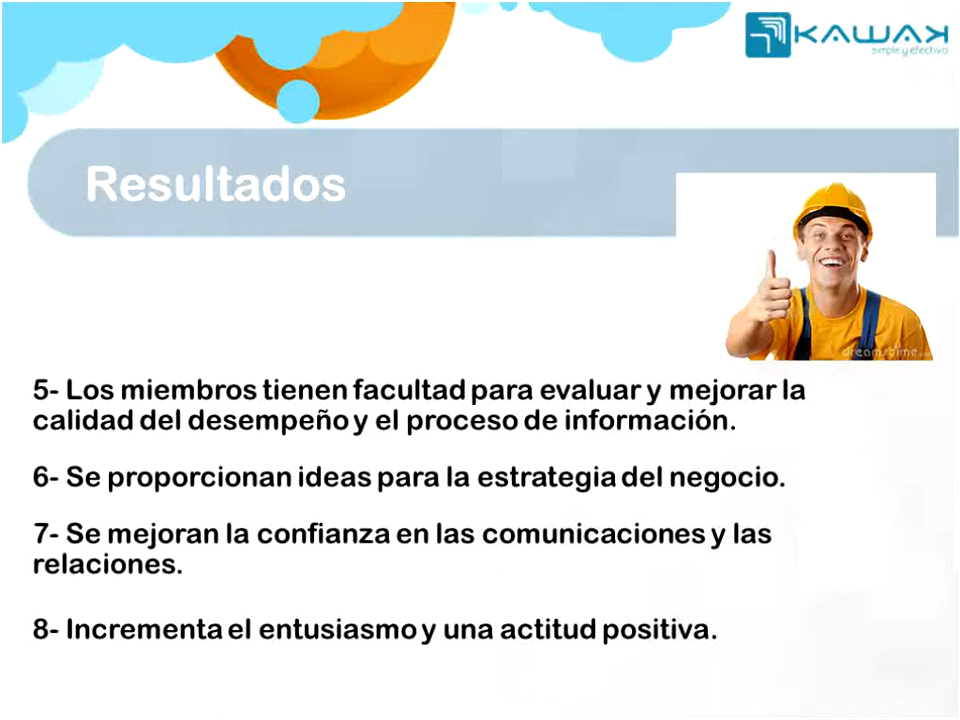 KAWAK
simple y efectivo
Resultados
dreamstime
5- Los miembros tienen facultad para evaluar y mejorar la
calidad del desempeño y el proceso de información.
6- Se proporcionan ideas para la estrategia del negocio.
7- Se mejoran la confianza en las comunicaciones y las
relaciones.
8- Incrementa el entusiasmo y una actitud positiva.